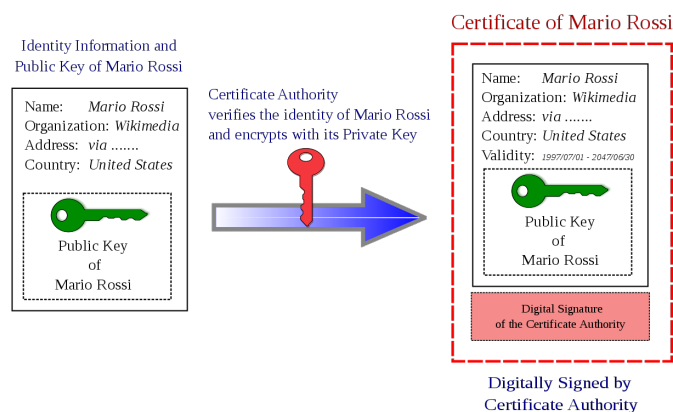 Identity Information and
Public Key of Mario Rossi
Name: Mario Rossi
Organization: Wikimedia
Address: via .......
Country: United States
Public Key
of
Mario Rossi
Certificate Authority
verifies the identity of Mario Rossi
and encrypts with its Private Key
Certificate of Mario Rossi
Name: Mario Rossi
Organization: Wikimedia
Address: via .......
Country: United States
Validity: 1997/07/01 - 2047/06/30
Public Key
of
Mario Rossi
Digital Signature
of the Certificate Authority
Digitally Signed by
Certificate Authority